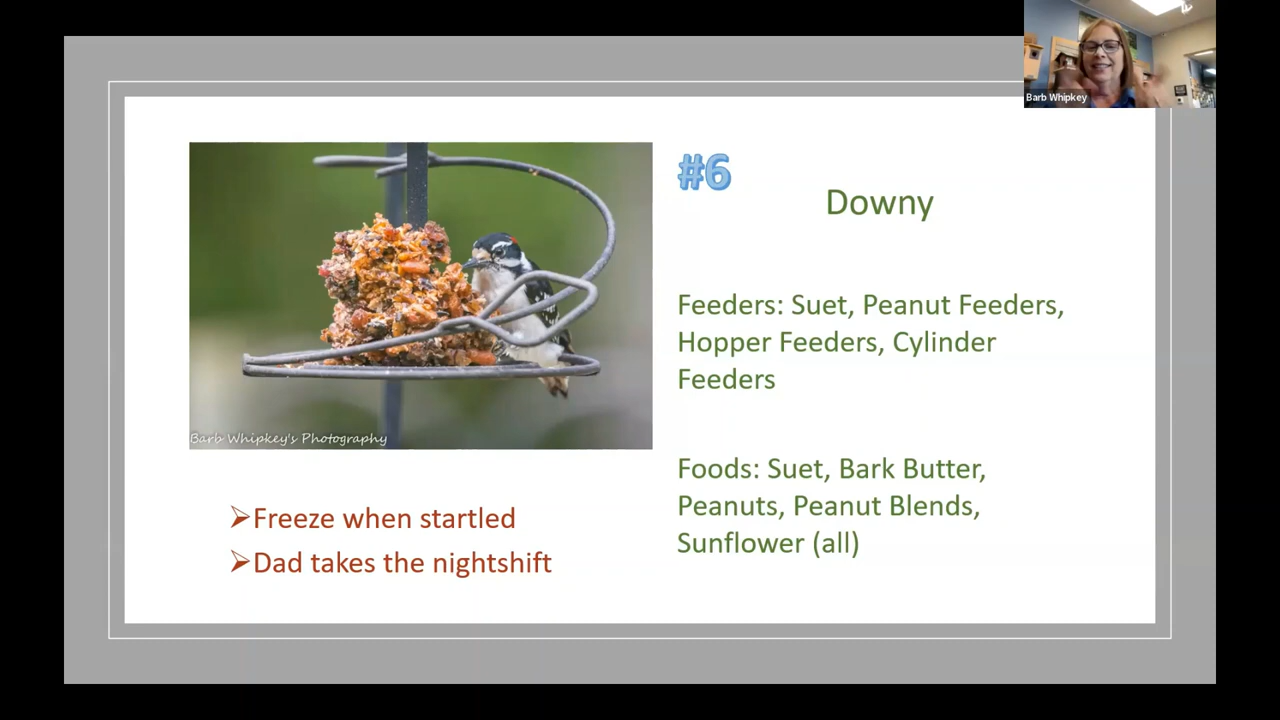 Barb Whipkey
#6
Downy
Feeders: Suet, Peanut Feeders,
Hopper Feeders, Cylinder
Feeders
Foods: Suet, Bark Butter,
Peanuts, Peanut Blends,
Sunflower (all)
Barb Whipkey's Photography
➢Freeze when startled
➢Dad takes the nightshift